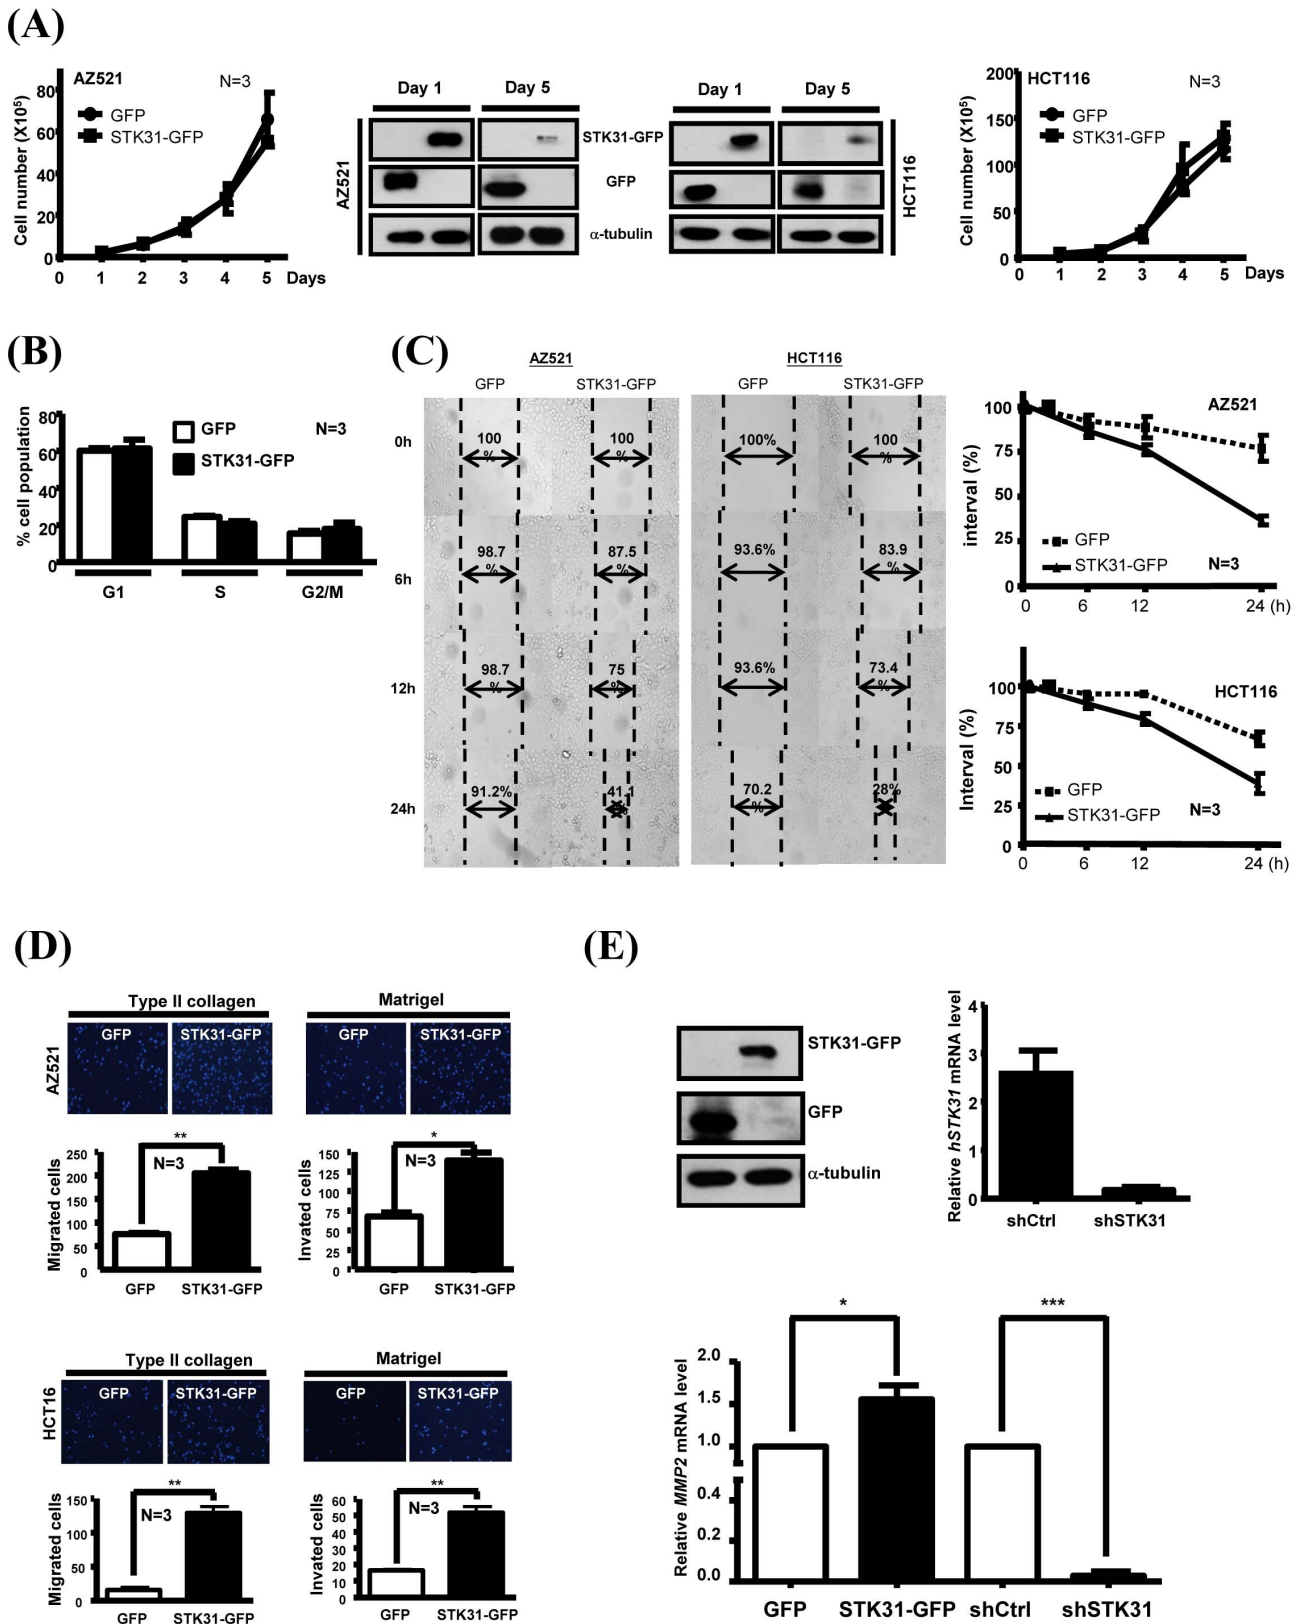 (A)
AZ521
N=3
GFP
STK31-GFP
Cell number (X10⁵)
80
60
40
20
0
0 1 2 3 4 5 Days
Day 1 Day 5
AZ521
STK31-GFP
GFP
α-tubulin
Day 1 Day 5
HCT116
HCT116
N=3
GFP
STK31-GFP
Cell number (X10⁵)
200
150
100
50
0
0 1 2 3 4 5 Days
(B)
% cell population
80
60
40
20
0
GFP
STK31-GFP
N=3
G1 S G2/M
(C)
AZ521 HCT116
GFP STK31-GFP GFP STK31-GFP
0h
100 % 100 % 100% 100 %
6h
98.7 % 87.5 % 93.6% 83.9 %
12h
98.7 % 75 % 93.6% 73.4 %
24h
91.2% 41.1 70.2 % 28%
interval (%)
100
75
50
25
0
AZ521
GFP
STK31-GFP
N=3
0 6 12 24 (h)
Interval (%)
100
75
50
25
0
HCT116
GFP
STK31-GFP
N=3
0 6 12 24 (h)
(D)
Type II collagen Matrigel
AZ521
GFP STK31-GFP GFP STK31-GFP
Migrated cells
250
200
150
100
50
0
**
N=3
GFP STK31-GFP
Invated cells
150
125
100
75
50
25
0
*
N=3
GFP STK31-GFP
Type II collagen Matrigel
HCT16
GFP STK31-GFP GFP STK31-GFP
Migrated cells
150
100
50
0
**
N=3
GFP STK31-GFP
Invated cells
60
50
40
30
20
10
0
**
N=3
GFP STK31-GFP
(E)
STK31-GFP
GFP
α-tubulin
Relative hSTK31 mRNA level
4
3
2
1
0
shCtrl shSTK31
Relative MMP2 mRNA level
2.0
1.5
1.0
0.4
0.2
0.0
* ***
GFP STK31-GFP shCtrl shSTK31